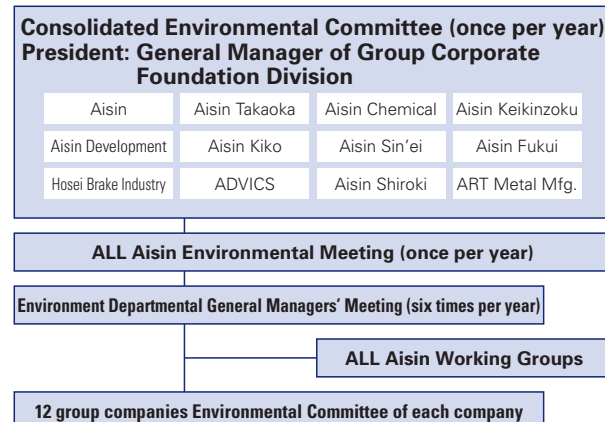 Consolidated Environmental Committee (once per year)
President: General Manager of Group Corporate
Foundation Division
Aisin Aisin Takaoka Aisin Chemical Aisin Keikinzoku
Aisin Development Aisin Kiko Aisin Sin’ei Aisin Fukui
Hosei Brake Industry ADVICS Aisin Shiroki ART Metal Mfg.
ALL Aisin Environmental Meeting (once per year)
Environment Departmental General Managers’ Meeting (six times per year)
ALL Aisin Working Groups
12 group companies Environmental Committee of each company